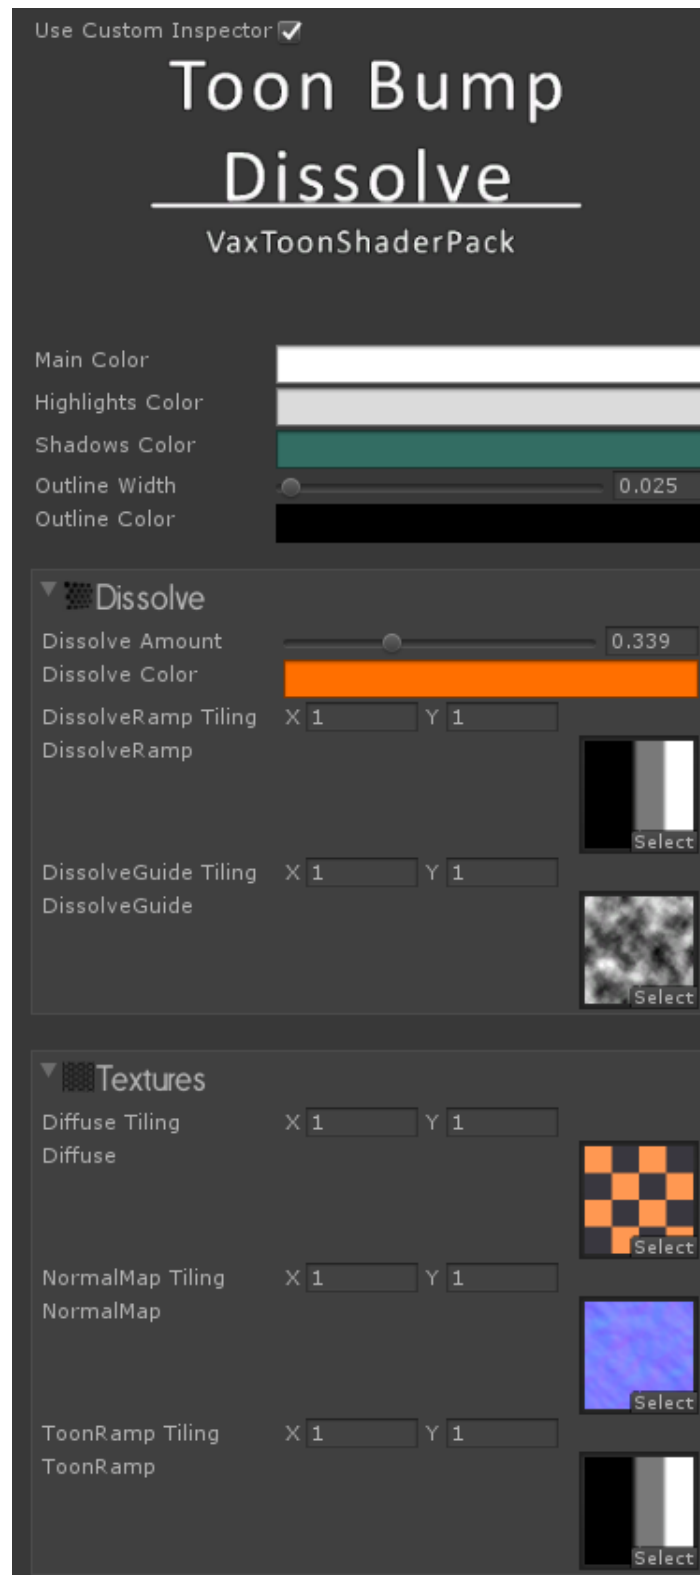 Use Custom Inspector
Toon Bump
Dissolve
VaxToonShaderPack
Main Color
Highlights Color
Shadows Color
Outline Width 0.025
Outline Color
Dissolve
Dissolve Amount 0.339
Dissolve Color
DissolveRamp Tiling X 1 Y 1
DissolveRamp
Select
DissolveGuide Tiling X 1 Y 1
DissolveGuide
Select
Textures
Diffuse Tiling X 1 Y 1
Diffuse
Select
NormalMap Tiling X 1 Y 1
NormalMap
Select
ToonRamp Tiling X 1 Y 1
ToonRamp
Select